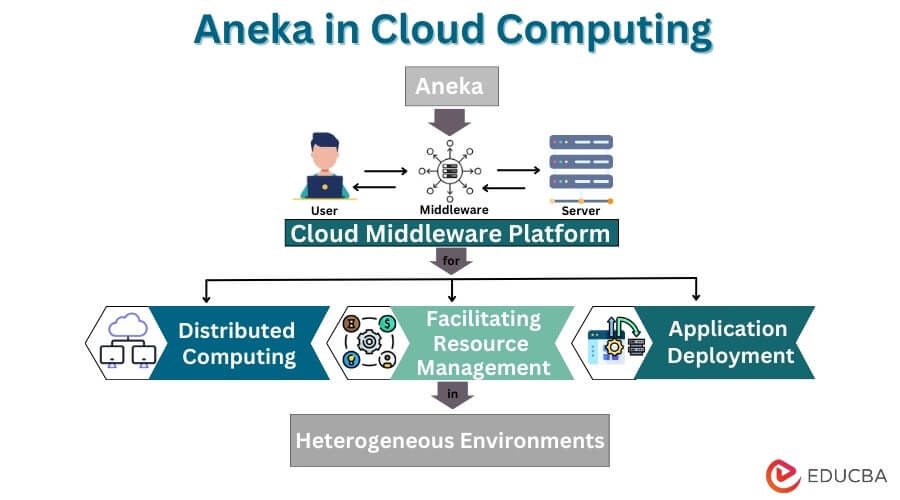 Aneka in Cloud Computing
Aneka
User
Middleware
Server
Cloud Middleware Platform
for
Distributed
Computing
Facilitating
Resource
Management
Application
Deployment
in
Heterogeneous Environments
EDUCBA